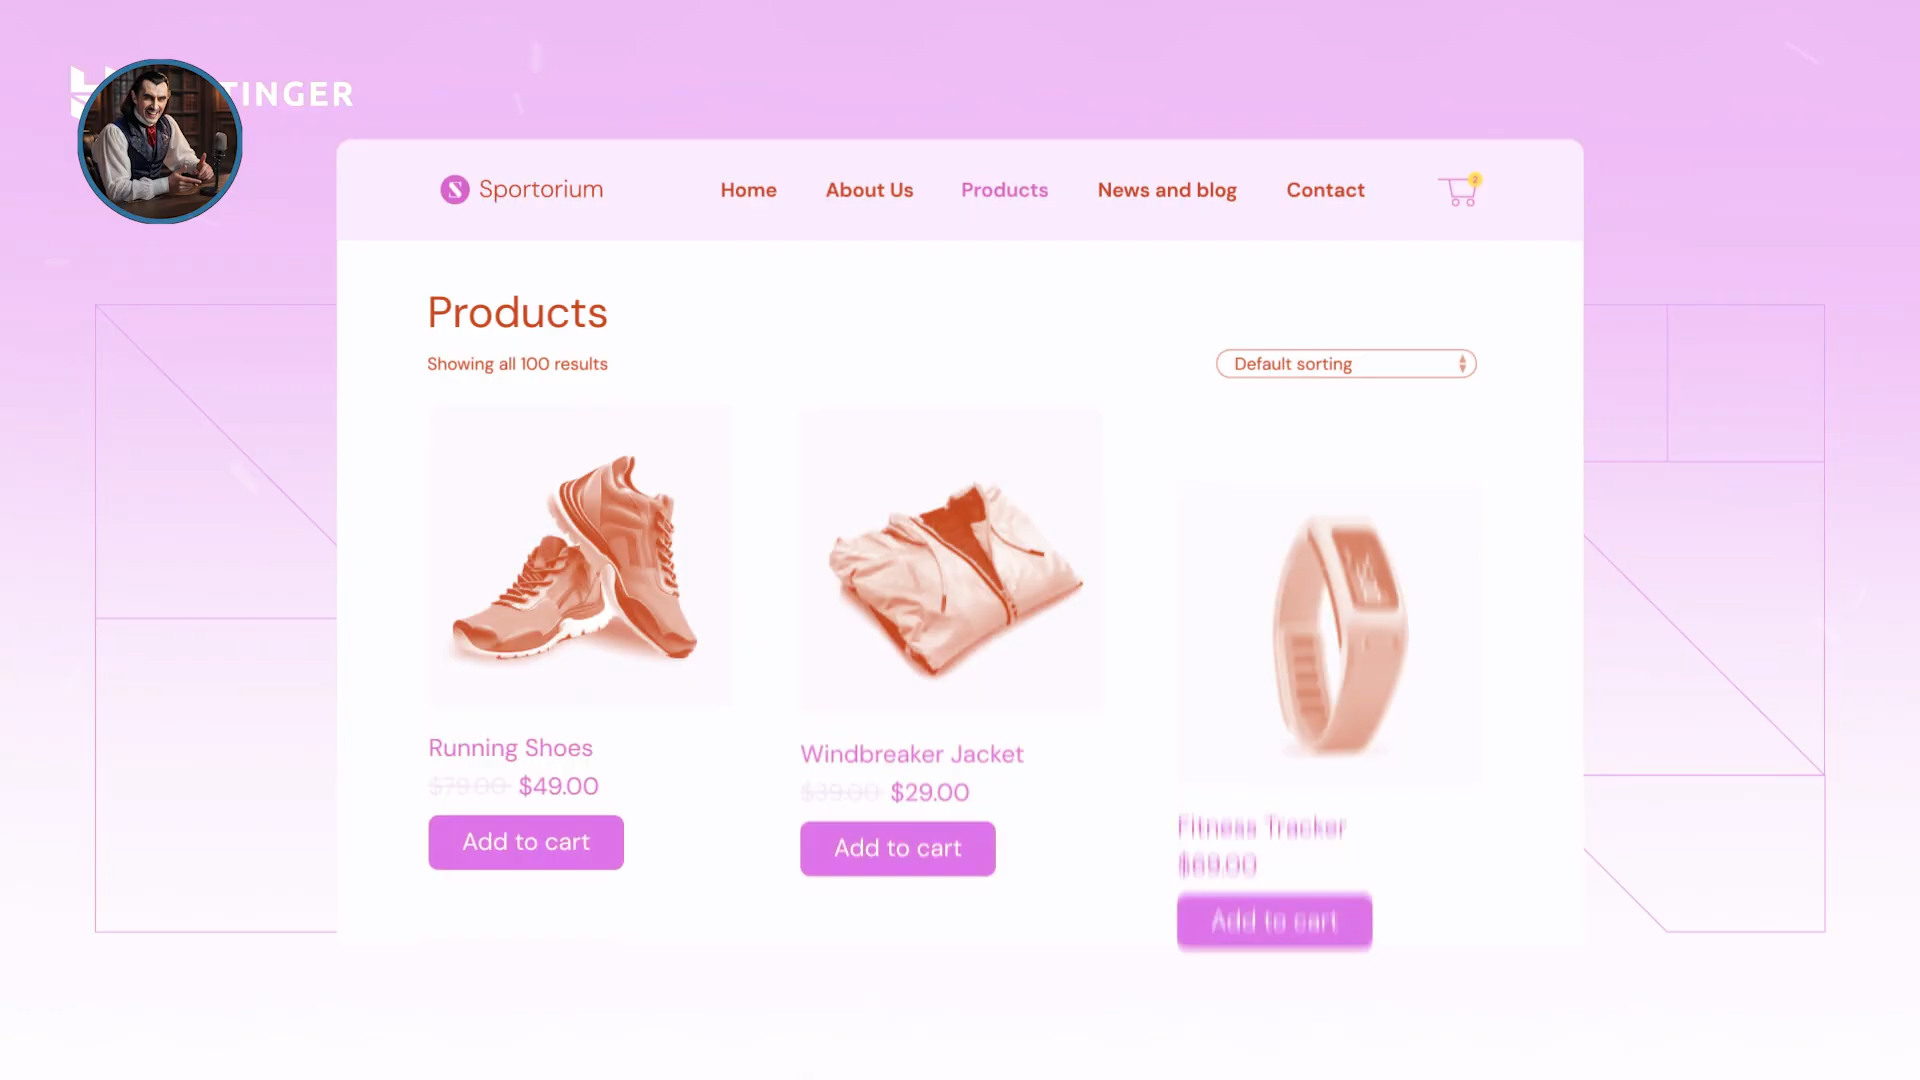 TINGER
Sportorium
Home
About Us
Products
News and blog
Contact
2
Products
Showing all 100 results
Default sorting
Running Shoes
$79.00 $49.00
Add to cart
Windbreaker Jacket
$39.00 $29.00
Add to cart
Fitness Tracker
$69.00
Add to cart